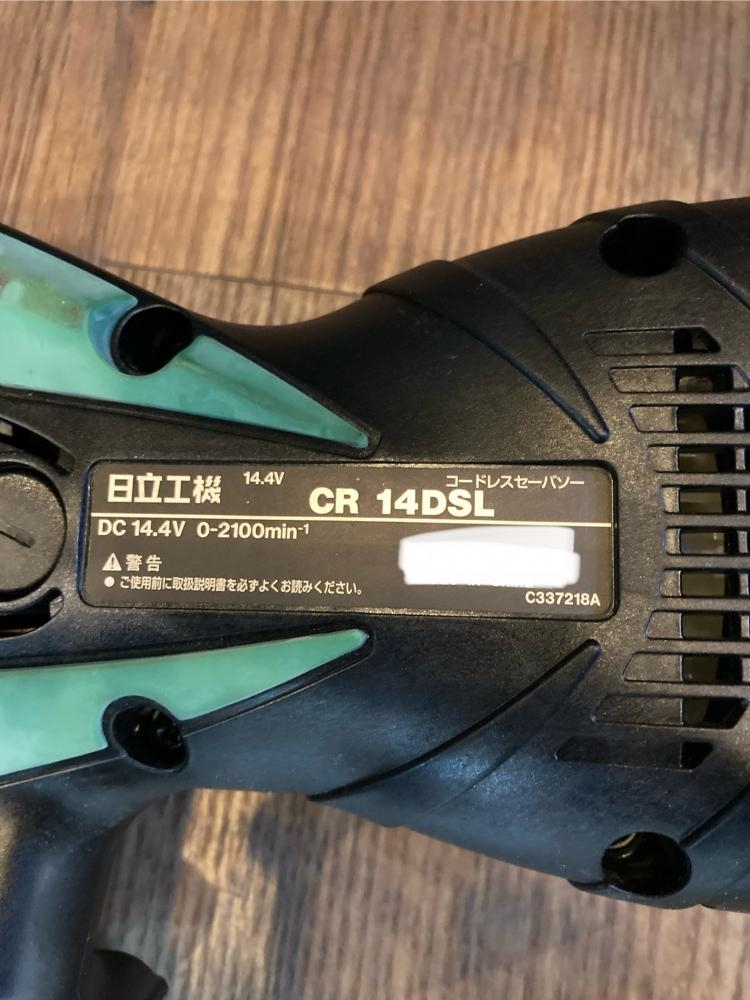 日立工機 14.4V コードレスセーバソー
CR 14DSL
DC 14.4V 0-2100min⁻¹
⚠警告
● ご使用前に取扱説明書を必ずよくお読みください。
C337218A